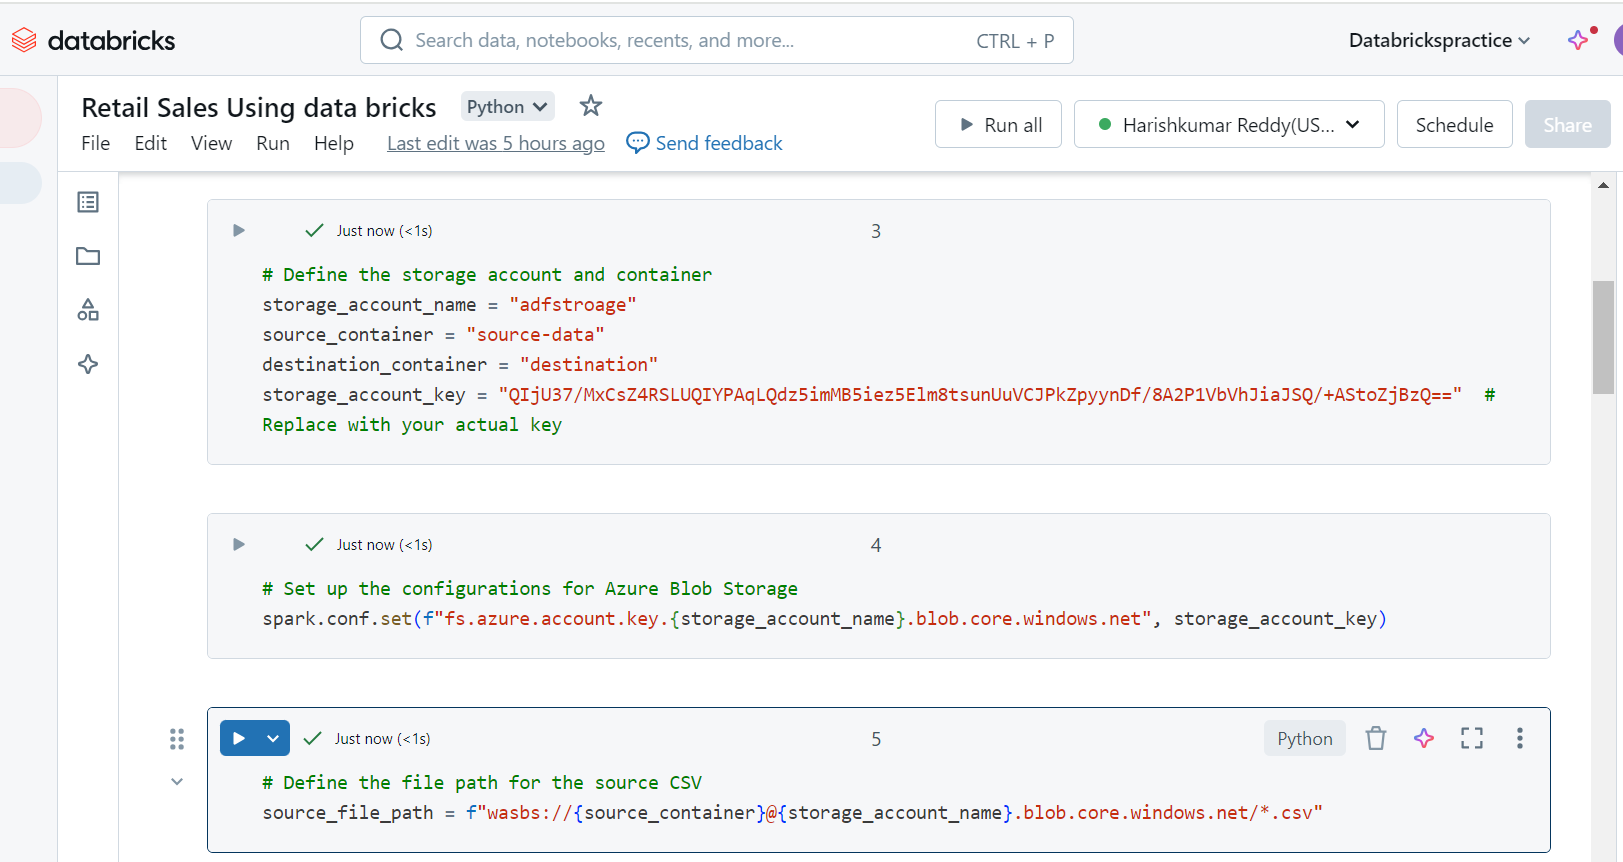 databricks
Search data, notebooks, recents, and more...
CTRL + P
Databrickspractice
Retail Sales Using data bricks
Python
File Edit View Run Help Last edit was 5 hours ago Send feedback
Run all
Harishkumar Reddy(US...
Schedule
Share
Just now (<1s)
3
# Define the storage account and container
storage_account_name = "adfstroage"
source_container = "source-data"
destination_container = "destination"
storage_account_key = "QIjU37/MxCsZ4RSLUQIYPAqLQdz5imMB5iez5Elm8tsunUuVCJPkZpyynDf/8A2P1VbVhJiaJSQ/+AStoZjBzQ==" #
Replace with your actual key
Just now (<1s)
4
# Set up the configurations for Azure Blob Storage
spark.conf.set(f"fs.azure.account.key.{storage_account_name}.blob.core.windows.net", storage_account_key)
Just now (<1s)
5
Python
# Define the file path for the source CSV
source_file_path = f"wasbs://{source_container}@{storage_account_name}.blob.core.windows.net/*.csv"